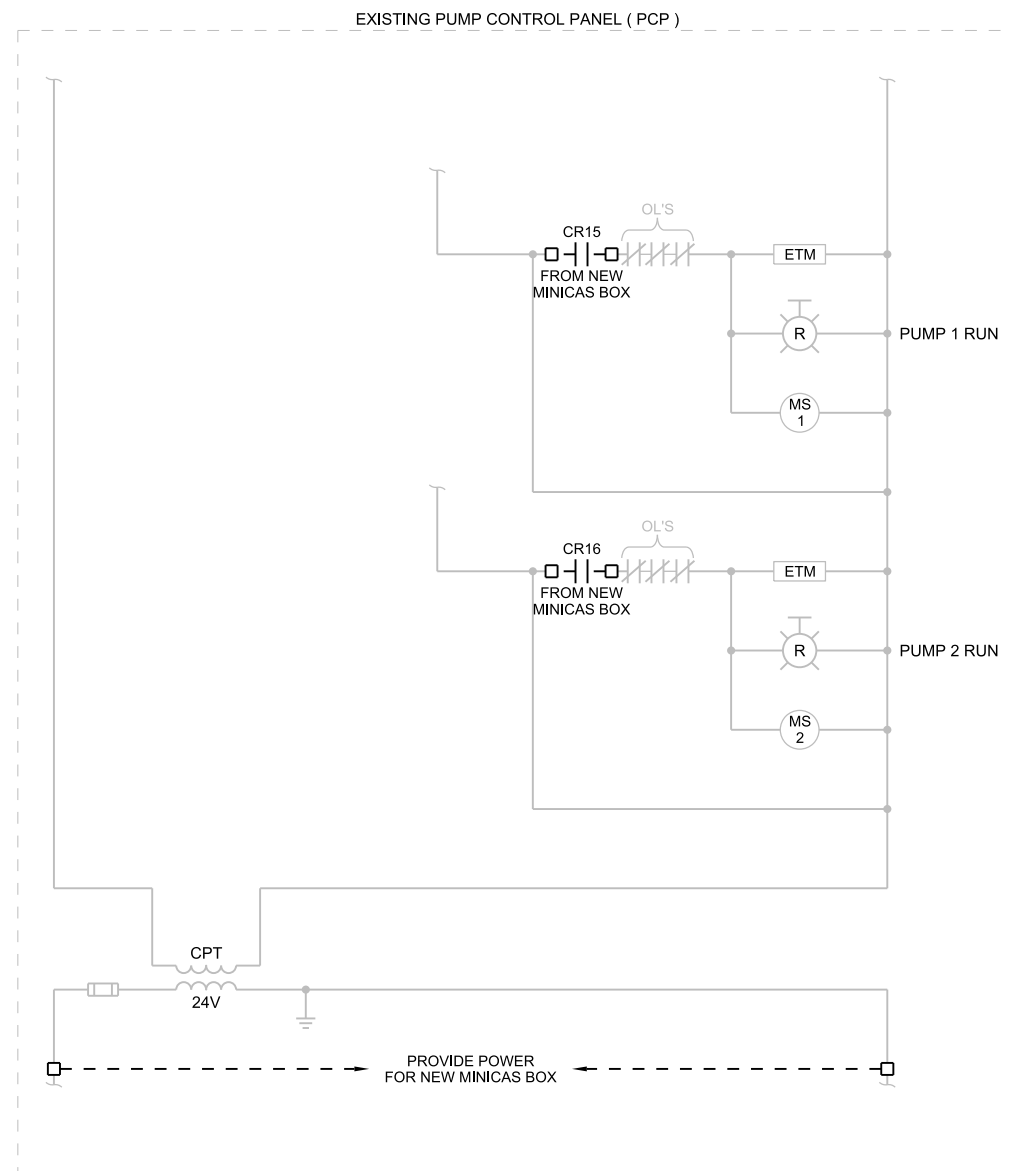 EXISTING PUMP CONTROL PANEL ( PCP )
OL'S
CR15
ETM
FROM NEW
MINICAS BOX
R
PUMP 1 RUN
MS
1
OL'S
CR16
ETM
FROM NEW
MINICAS BOX
R
PUMP 2 RUN
MS
2
CPT
24V
PROVIDE POWER
FOR NEW MINICAS BOX